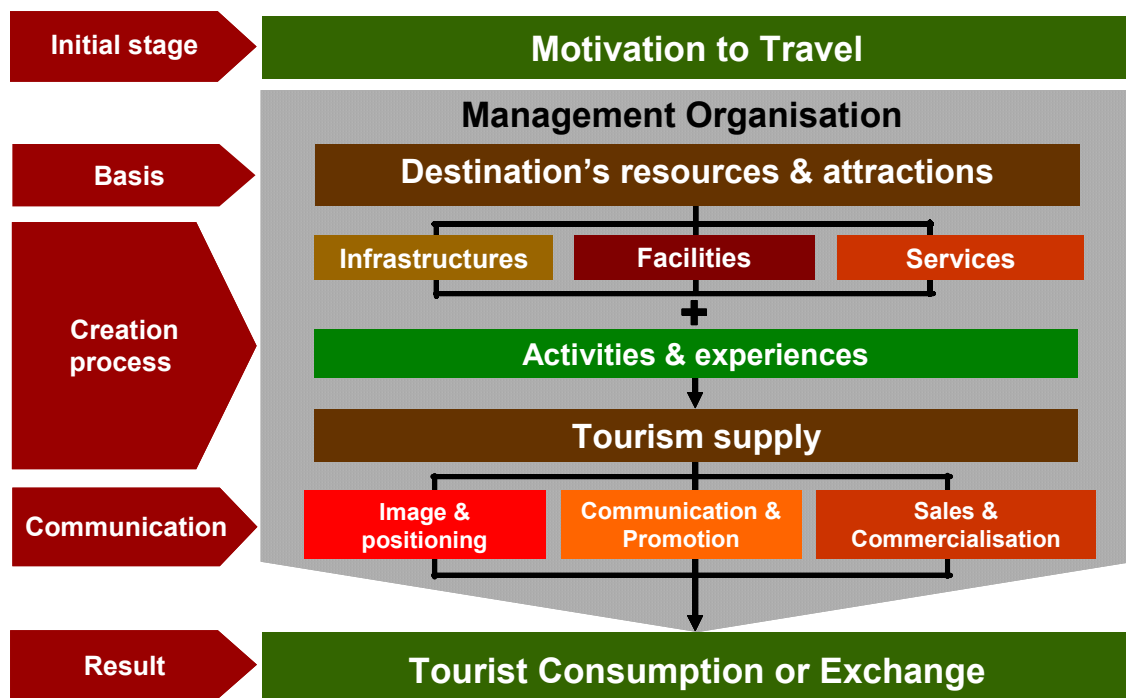 Initial stage
Motivation to Travel
Management Organisation
Basis
Destination's resources & attractions
Infrastructures
Facilities
Services
Creation
process
+
Activities & experiences
Tourism supply
Communication
Image &
positioning
Communication &
Promotion
Sales &
Commercialisation
Result
Tourist Consumption or Exchange